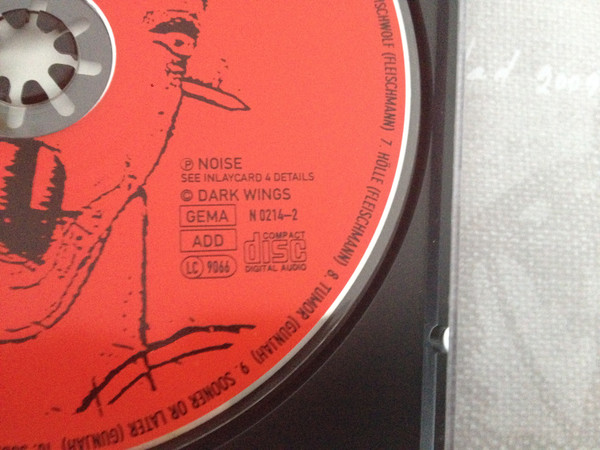 Ⓟ NOISE
SEE INLAYCARD 4 DETAILS
© DARK WINGS
GEMA N 0214-2
ADD
COMPACT
disc
DIGITAL AUDIO
LC 9066
(FLEISCHMANN) 7. HÖLLE (FLEISCHMANN) 8. TUMOR (GUNJAH) 9. SOONER OR LATER (GUNJAH) 10.